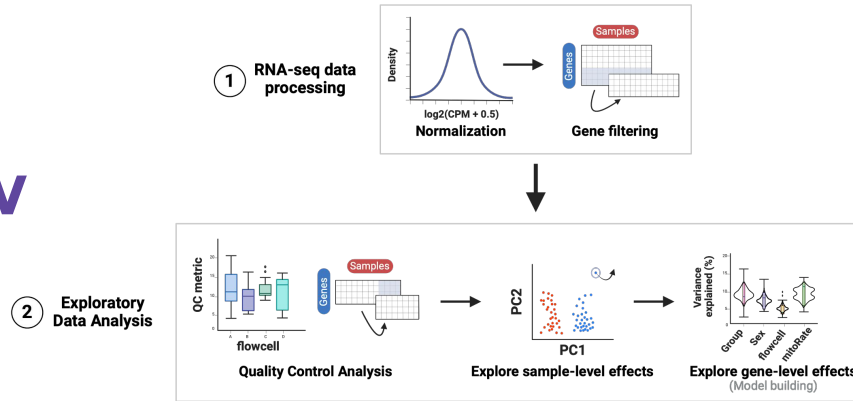 1
RNA-seq data
processing
Density
log2(CPM + 0.5)
Normalization
Samples
Genes
Gene filtering
2
Exploratory
Data Analysis
QC metric
A B C D
flowcell
Samples
Genes
Quality Control Analysis
PC2
PC1
Explore sample-level effects
Variance
explained (%)
Group
Sex
flowcell
mitoRate
Explore gene-level effects
(Model building)